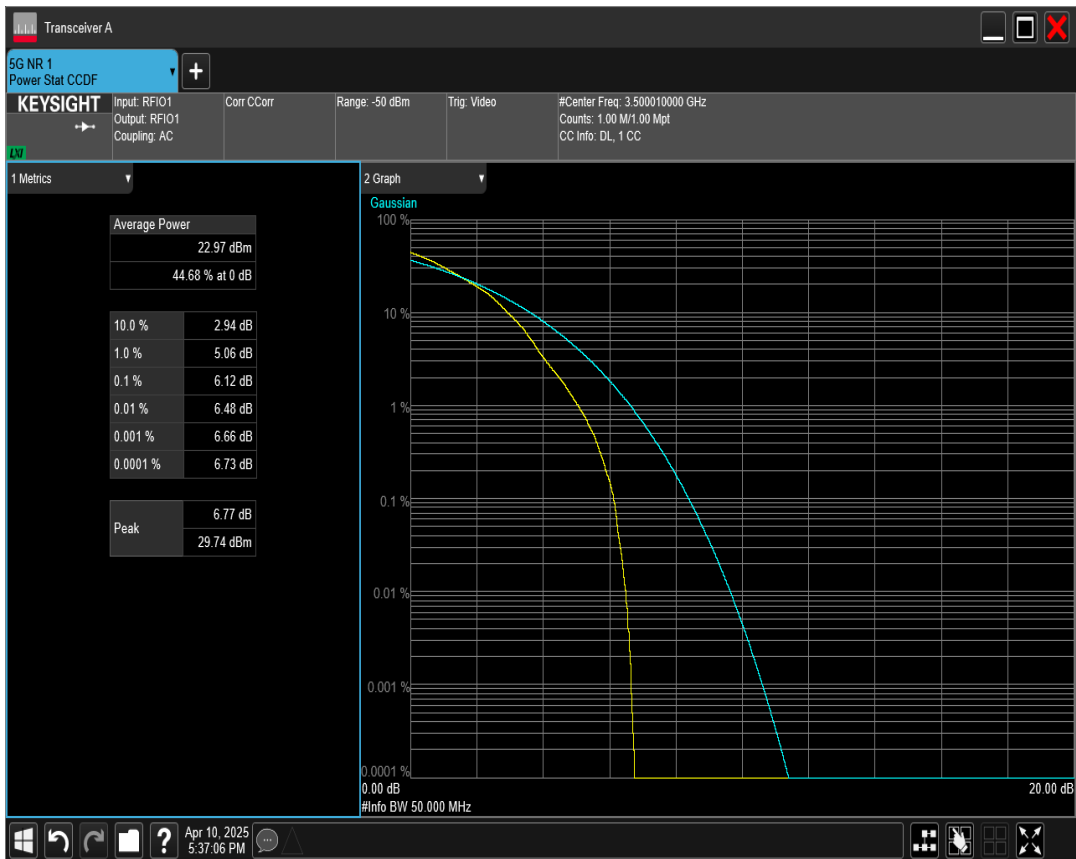 Transceiver A
5G NR 1
Power Stat CCDF
+
KEYSIGHT
LXI
Input: RFIO1
Output: RFIO1
Coupling: AC
Corr CCorr
Range: -50 dBm
Trig: Video
#Center Freq: 3.500010000 GHz
Counts: 1.00 M/1.00 Mpt
CC Info: DL, 1 CC
1 Metrics
Average Power
22.97 dBm
44.68 % at 0 dB
10.0 % 2.94 dB
1.0 % 5.06 dB
0.1 % 6.12 dB
0.01 % 6.48 dB
0.001 % 6.66 dB
0.0001 % 6.73 dB
Peak
6.77 dB
29.74 dBm
2 Graph
Gaussian
100 %
10 %
1 %
0.1 %
0.01 %
0.001 %
0.0001 %
0.00 dB 20.00 dB
#Info BW 50.000 MHz
?
Apr 10, 2025
5:37:06 PM